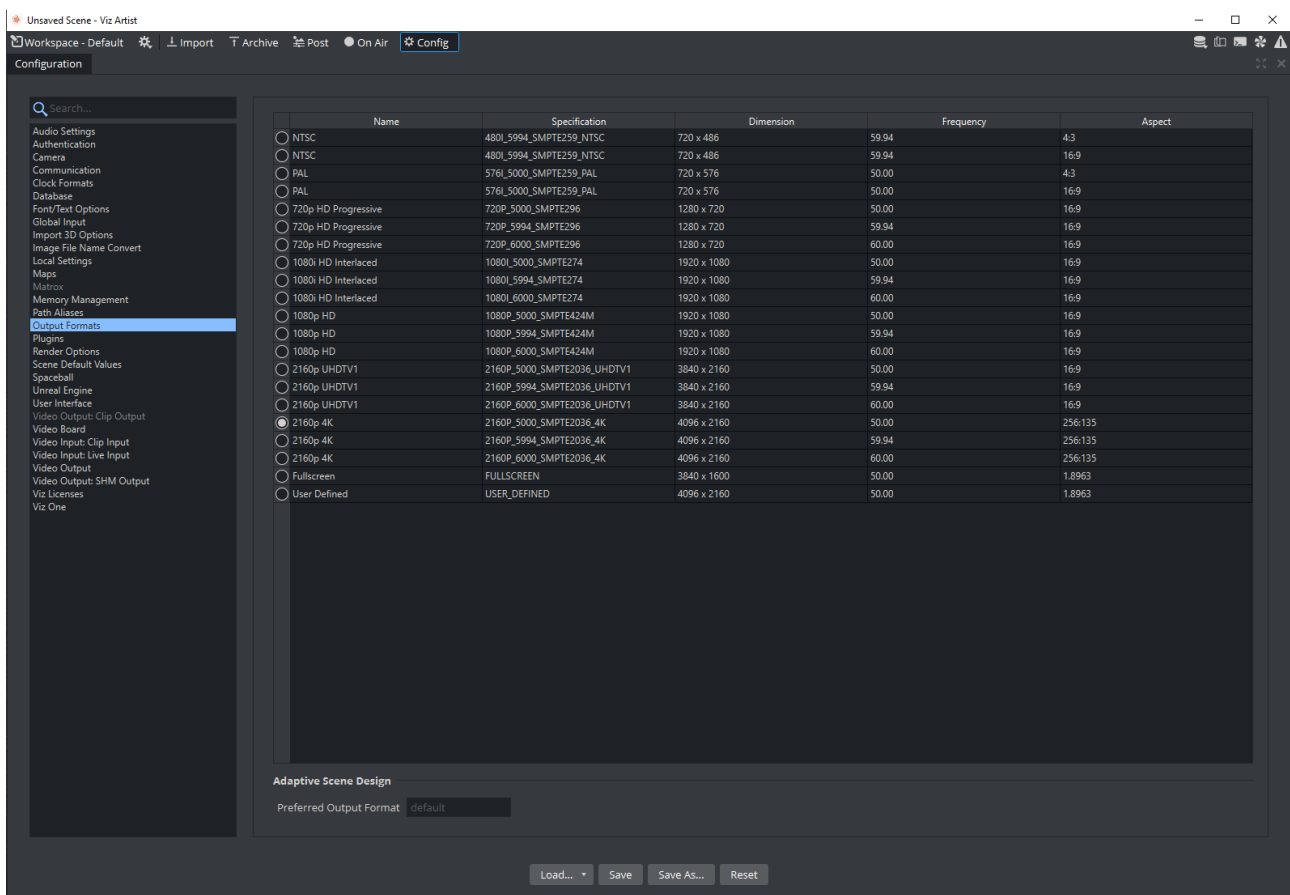 Unsaved Scene - Viz Artist
Workspace - Default Import Archive Post On Air Config
Configuration
Search...
Audio Settings
Authentication
Camera
Communication
Clock Formats
Database
Font/Text Options
Global Input
Import 3D Options
Image File Name Convert
Local Settings
Maps
Matrox
Memory Management
Path Aliases
Output Formats
Plugins
Render Options
Scene Default Values
Spaceball
Unreal Engine
User Interface
Video Output: Clip Output
Video Board
Video Input: Clip Input
Video Input: Live Input
Video Output
Video Output: SHM Output
Viz Licenses
Viz One
Name Specification Dimension Frequency Aspect
NTSC 480I_5994_SMPTE259_NTSC 720 x 486 59.94 4:3
NTSC 480I_5994_SMPTE259_NTSC 720 x 486 59.94 16:9
PAL 576I_5000_SMPTE259_PAL 720 x 576 50.00 4:3
PAL 576I_5000_SMPTE259_PAL 720 x 576 50.00 16:9
720p HD Progressive 720P_5000_SMPTE296 1280 x 720 50.00 16:9
720p HD Progressive 720P_5994_SMPTE296 1280 x 720 59.94 16:9
720p HD Progressive 720P_6000_SMPTE296 1280 x 720 60.00 16:9
1080i HD Interlaced 1080I_5000_SMPTE274 1920 x 1080 50.00 16:9
1080i HD Interlaced 1080I_5994_SMPTE274 1920 x 1080 59.94 16:9
1080i HD Interlaced 1080I_6000_SMPTE274 1920 x 1080 60.00 16:9
1080p HD 1080P_5000_SMPTE424M 1920 x 1080 50.00 16:9
1080p HD 1080P_5994_SMPTE424M 1920 x 1080 59.94 16:9
1080p HD 1080P_6000_SMPTE424M 1920 x 1080 60.00 16:9
2160p UHDTV1 2160P_5000_SMPTE2036_UHDTV1 3840 x 2160 50.00 16:9
2160p UHDTV1 2160P_5994_SMPTE2036_UHDTV1 3840 x 2160 59.94 16:9
2160p UHDTV1 2160P_6000_SMPTE2036_UHDTV1 3840 x 2160 60.00 16:9
2160p 4K 2160P_5000_SMPTE2036_4K 4096 x 2160 50.00 256:135
2160p 4K 2160P_5994_SMPTE2036_4K 4096 x 2160 59.94 256:135
2160p 4K 2160P_6000_SMPTE2036_4K 4096 x 2160 60.00 256:135
Fullscreen FULLSCREEN 3840 x 1600 50.00 1.8963
User Defined USER_DEFINED 4096 x 2160 50.00 1.8963
Adaptive Scene Design
Preferred Output Format default
Load... Save Save As... Reset